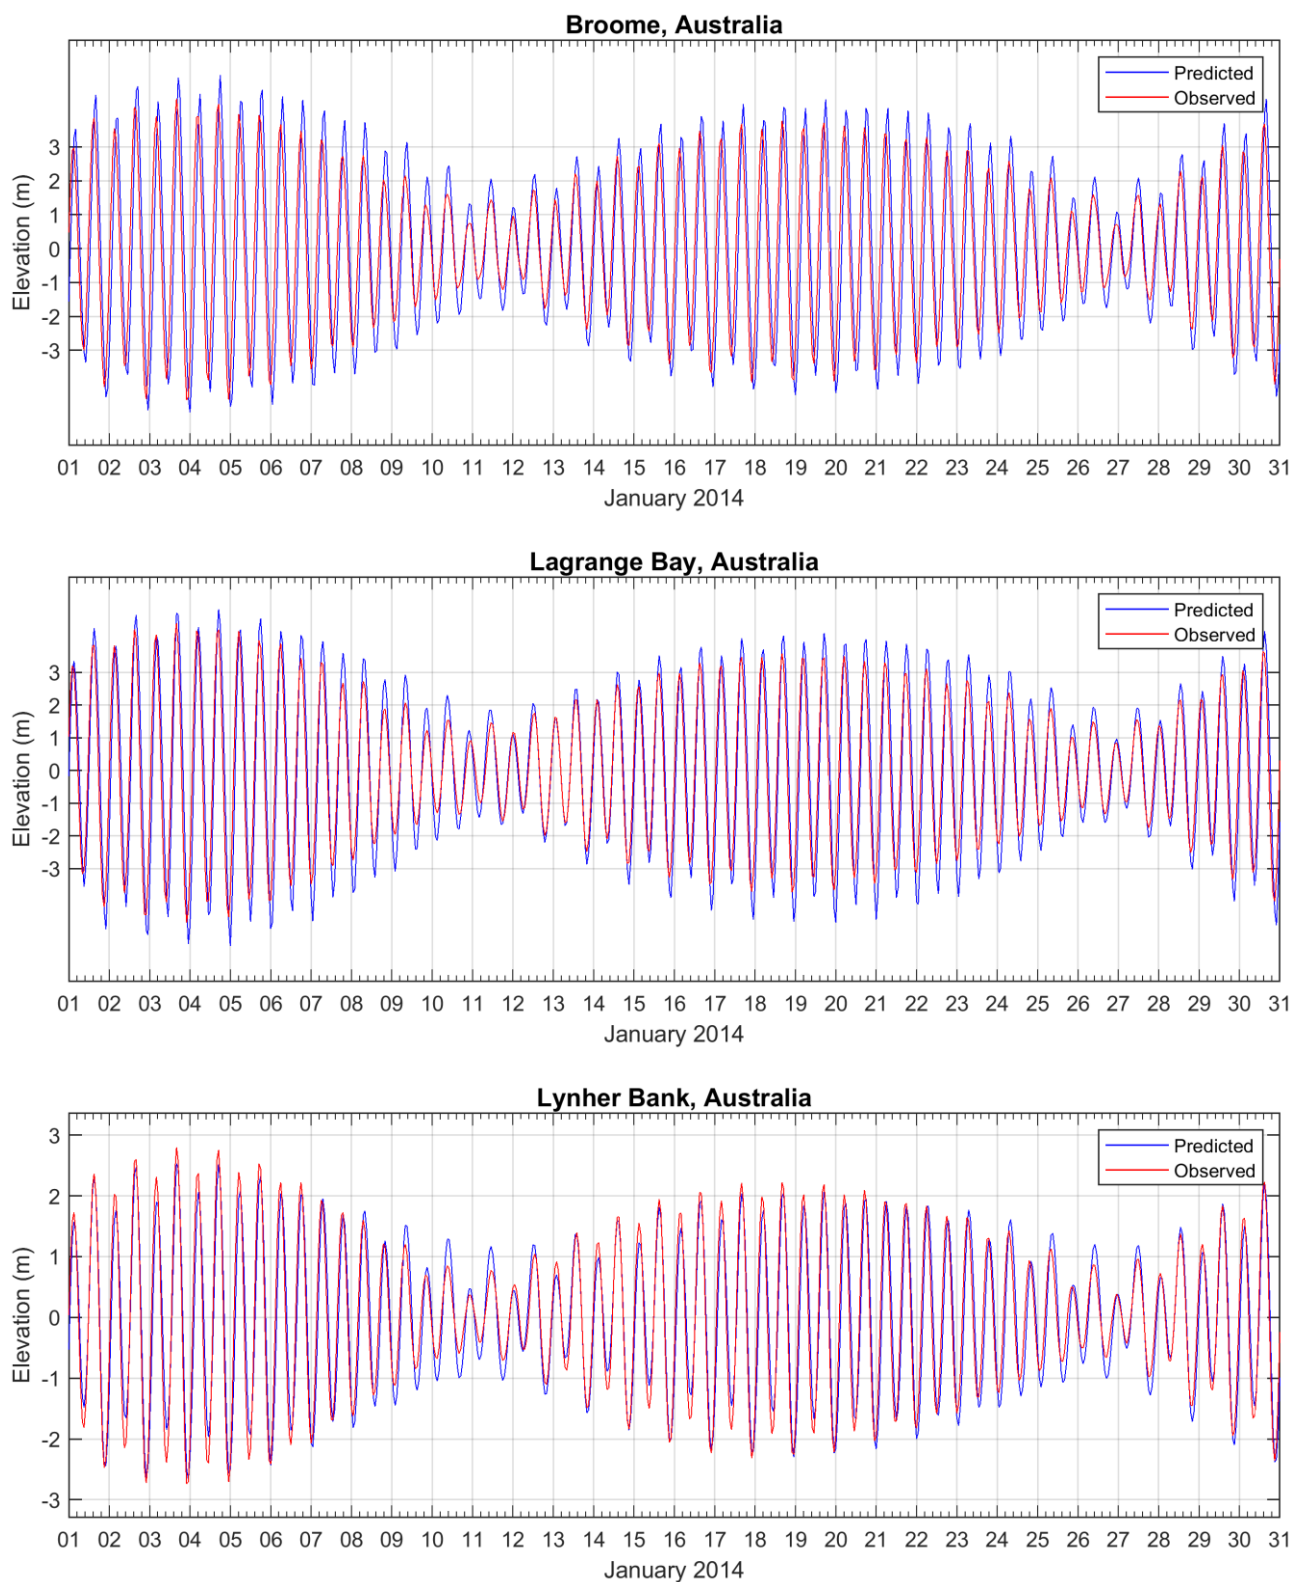 Broome, Australia
Predicted
Observed
3
2
1
0
-1
-2
-3
Elevation (m)
01 02 03 04 05 06 07 08 09 10 11 12 13 14 15 16 17 18 19 20 21 22 23 24 25 26 27 28 29 30 31
January 2014
Lagrange Bay, Australia
Predicted
Observed
3
2
1
0
-1
-2
-3
Elevation (m)
01 02 03 04 05 06 07 08 09 10 11 12 13 14 15 16 17 18 19 20 21 22 23 24 25 26 27 28 29 30 31
January 2014
Lynher Bank, Australia
Predicted
Observed
3
2
1
0
-1
-2
-3
Elevation (m)
01 02 03 04 05 06 07 08 09 10 11 12 13 14 15 16 17 18 19 20 21 22 23 24 25 26 27 28 29 30 31
January 2014